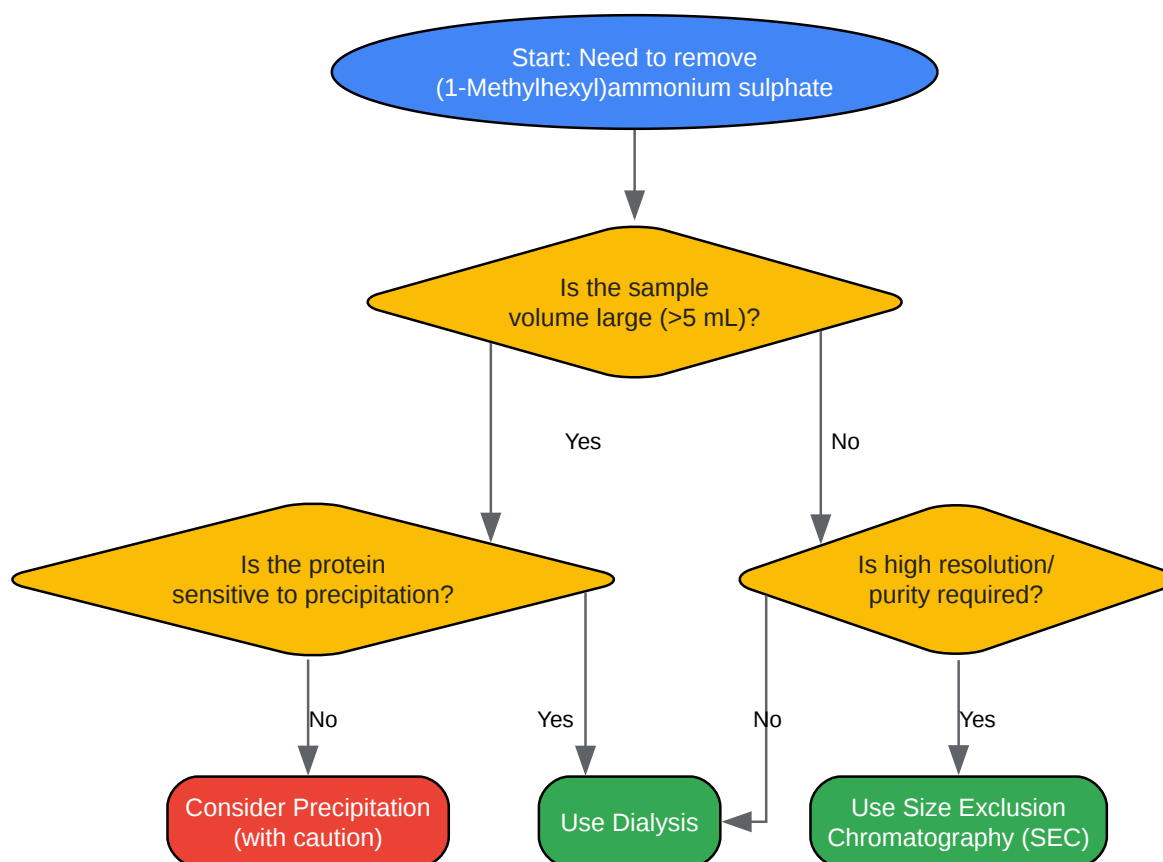 Start: Need to remove
(1-Methylhexyl)ammonium sulphate
Is the sample
volume large (>5 mL)?
Yes
No
Is the protein
sensitive to precipitation?
Is high resolution/
purity required?
No
Yes
No
Yes
Consider Precipitation
(with caution)
Use Dialysis
Use Size Exclusion
Chromatography (SEC)